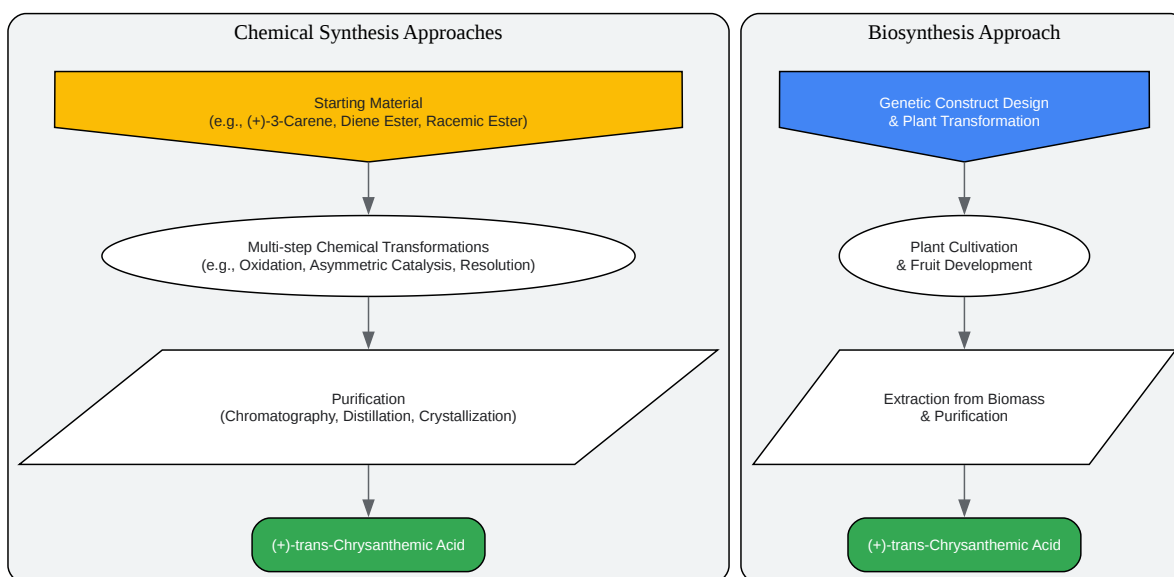 Chemical Synthesis Approaches
Starting Material
(e.g., (+)-3-Carene, Diene Ester, Racemic Ester)
Multi-step Chemical Transformations
(e.g., Oxidation, Asymmetric Catalysis, Resolution)
Purification
(Chromatography, Distillation, Crystallization)
(+)-trans-Chrysanthemic Acid
Biosynthesis Approach
Genetic Construct Design
& Plant Transformation
Plant Cultivation
& Fruit Development
Extraction from Biomass
& Purification
(+)-trans-Chrysanthemic Acid